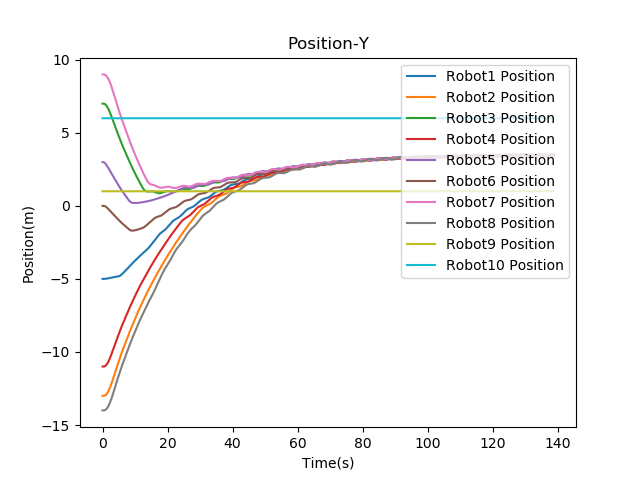 Position-Y
Position(m)
10
5
0
−5
−10
−15
Robot1 Position
Robot2 Position
Robot3 Position
Robot4 Position
Robot5 Position
Robot6 Position
Robot7 Position
Robot8 Position
Robot9 Position
Robot10 Position
0 20 40 60 80 100 120 140
Time(s)